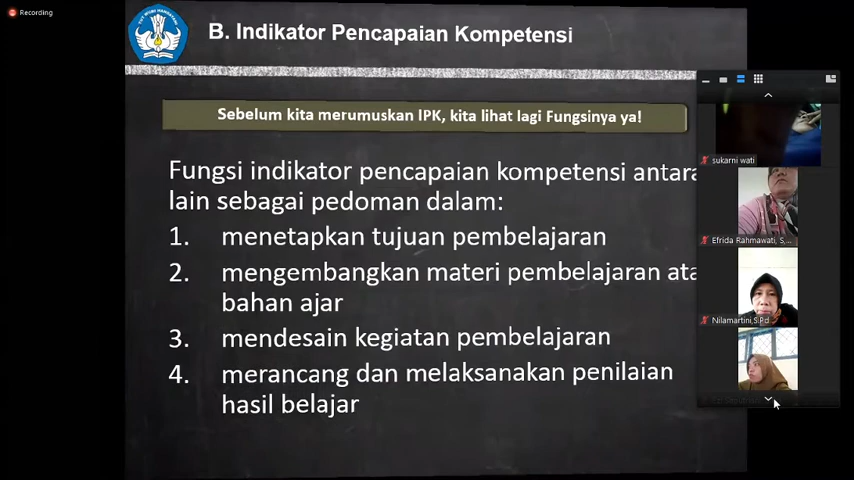 Recording
B. Indikator Pencapaian Kompetensi
Sebelum kita merumuskan IPK, kita lihat lagi Fungsinya ya!
Fungsi indikator pencapaian kompetensi antara
lain sebagai pedoman dalam:
1. menetapkan tujuan pembelajaran
2. mengembangkan materi pembelajaran ata
bahan ajar
3. mendesain kegiatan pembelajaran
4. merancang dan melaksanakan penilaian
hasil belajar
sukarni wati
Efrida Rahmawati, S,...
Nilamartini,S.Pd